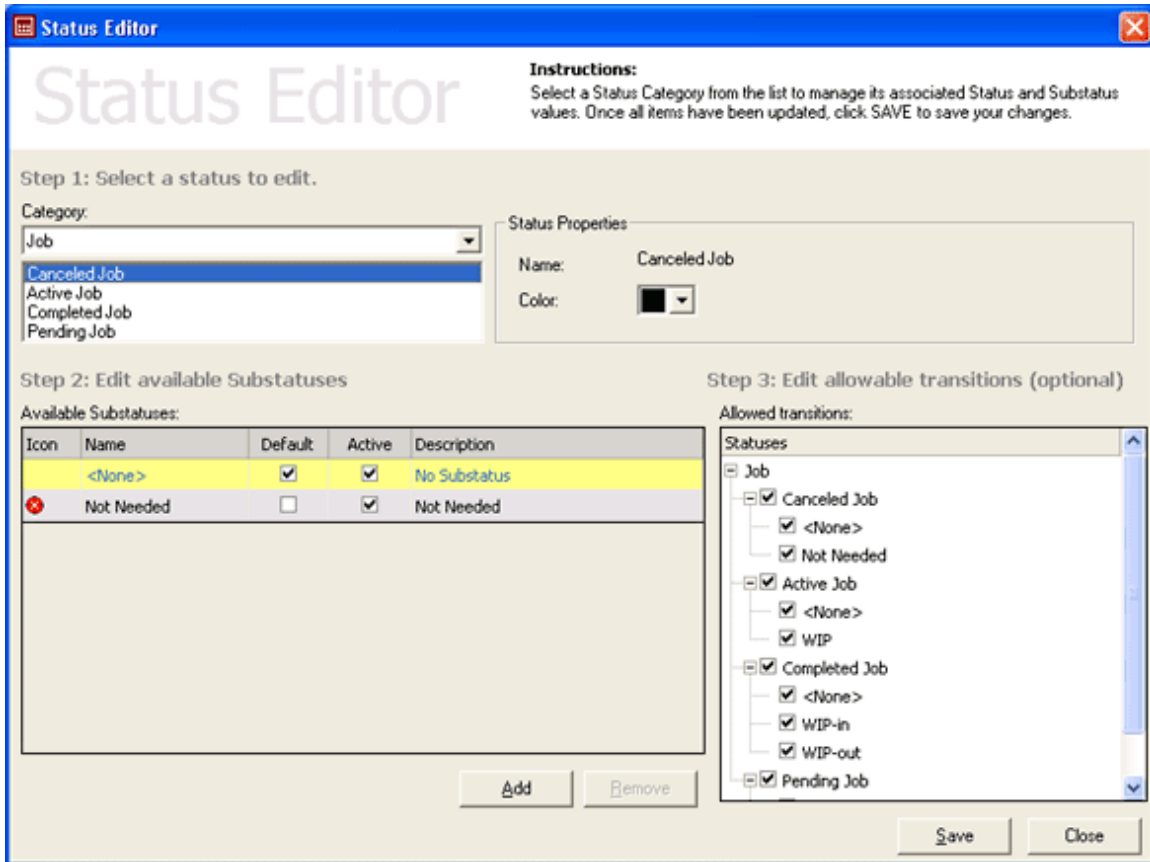 Status Editor
Status Editor
Instructions:
Select a Status Category from the list to manage its associated Status and Substatus
values. Once all items have been updated, click SAVE to save your changes.
Step 1: Select a status to edit.
Category:
Job
Canceled Job
Active Job
Completed Job
Pending Job
Status Properties
Name: Canceled Job
Color:
Step 2: Edit available Substatuses
Available Substatuses:
Icon Name Default Active Description
<None> No Substatus
Not Needed Not Needed
Add Remove
Step 3: Edit allowable transitions (optional)
Allowed transitions:
Statuses
Job
Canceled Job
<None>
Not Needed
Active Job
<None>
WIP
Completed Job
<None>
WIP-in
WIP-out
Pending Job
Save Close